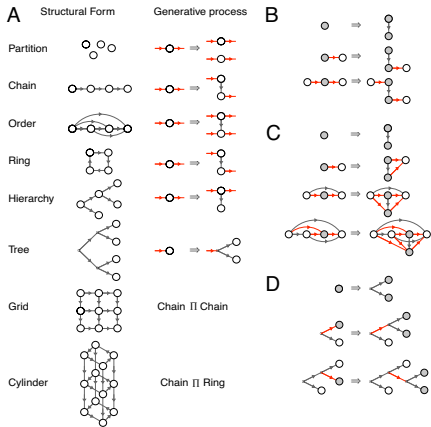 A
Structural Form
Generative process
Partition
Chain
Order
Ring
Hierarchy
Tree
Grid
Chain Π Chain
Cylinder
Chain Π Ring
B
C
D